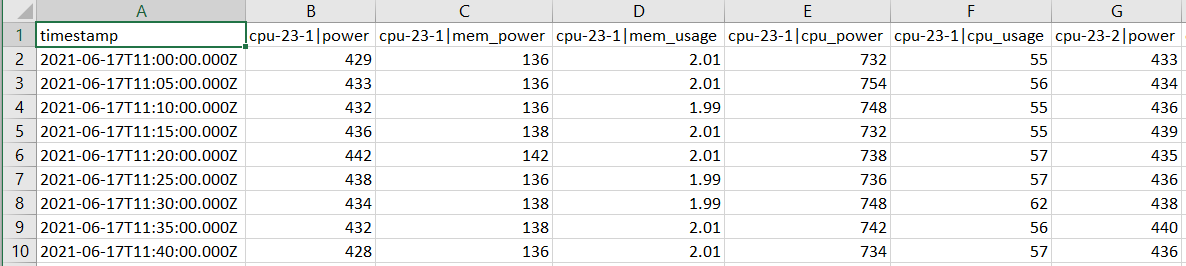 A B C D E F G
1 timestamp cpu-23-1|power cpu-23-1|mem_power cpu-23-1|mem_usage cpu-23-1|cpu_power cpu-23-1|cpu_usage cpu-23-2|power
2 2021-06-17T11:00:00.000Z 429 136 2.01 732 55 433
3 2021-06-17T11:05:00.000Z 433 136 2.01 754 56 434
4 2021-06-17T11:10:00.000Z 432 136 1.99 748 55 436
5 2021-06-17T11:15:00.000Z 436 138 2.01 732 55 439
6 2021-06-17T11:20:00.000Z 442 142 2.01 738 57 435
7 2021-06-17T11:25:00.000Z 438 136 1.99 736 57 436
8 2021-06-17T11:30:00.000Z 434 138 1.99 748 62 438
9 2021-06-17T11:35:00.000Z 432 138 2.01 742 56 440
10 2021-06-17T11:40:00.000Z 428 136 2.01 734 57 436